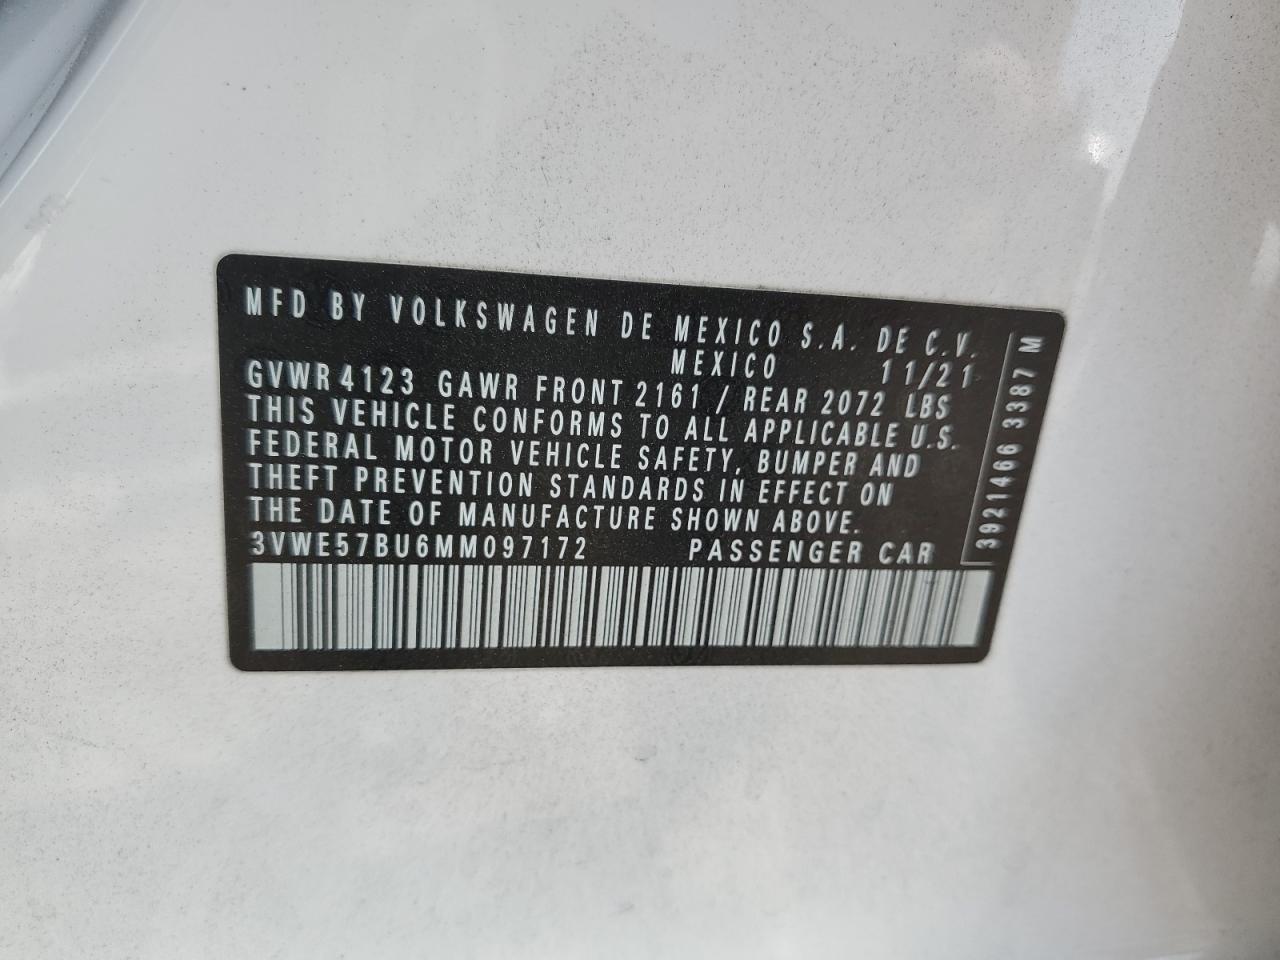 MFD BY VOLKSWAGEN DE MEXICO S.A. DE C.V.
MEXICO 11/21
GVWR 4123 GAWR FRONT 2161 / REAR 2072 LBS
THIS VEHICLE CONFORMS TO ALL APPLICABLE U.S.
FEDERAL MOTOR VEHICLE SAFETY, BUMPER AND
THEFT PREVENTION STANDARDS IN EFFECT ON
THE DATE OF MANUFACTURE SHOWN ABOVE.
3VWE57BU6MM097172 PASSENGER CAR
3921466 3387 M